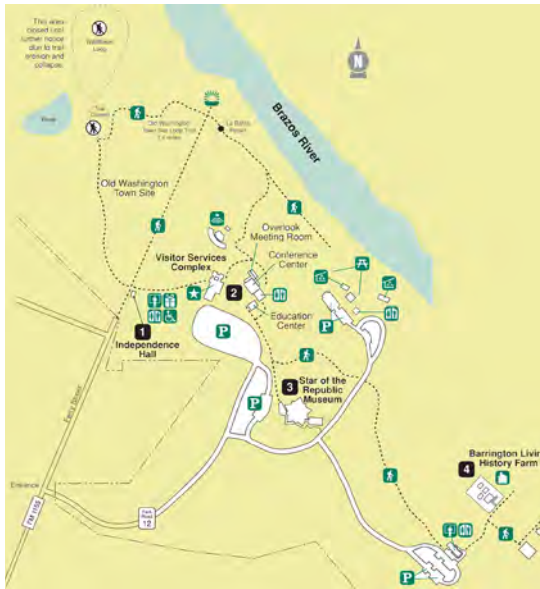 This area
closed until
further notice
due to trail
erosion and
collapse.
Trail
Closed
Old Washington
Town Site Loop Trail
La Bahia
N
Brazos River
Old Washington
Town Site
Overlook
Meeting Room
Conference
Center
Visitor Services
Complex
2
Education
Center
1
Independence
Hall
P
P
P
3
Star of the
Republic
Museum
Ferry Street
Entrance
FM 1155
Park
Road
12
4
Barrington Livin
History Farm
P